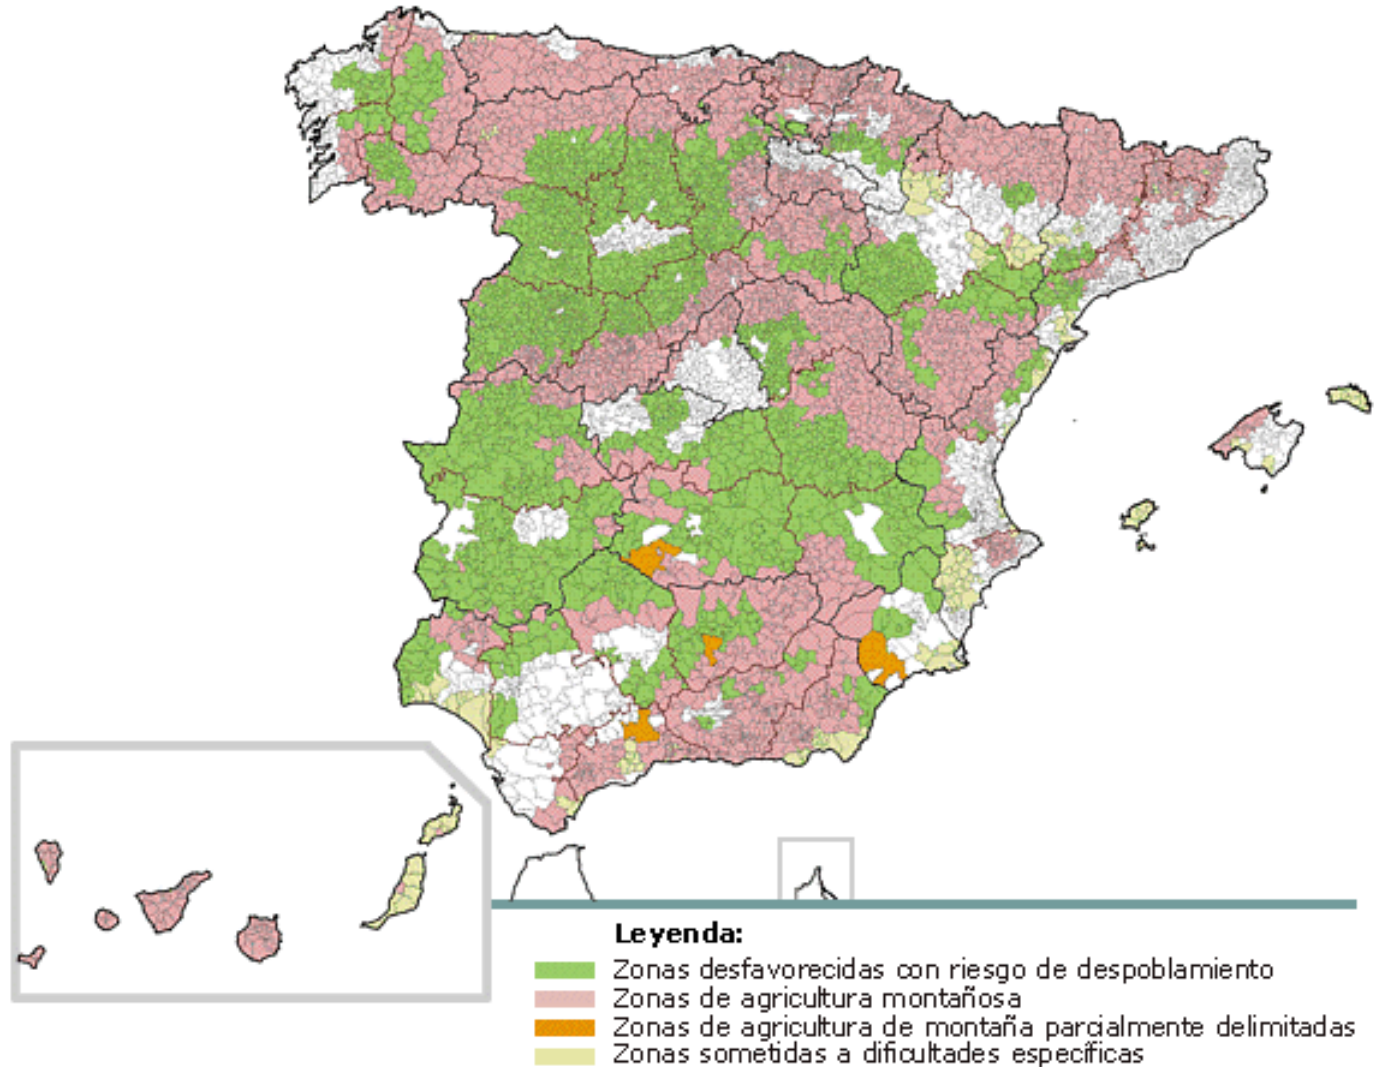 Leyenda:
Zonas desfavorecidas con riesgo de despoblamiento
Zonas de agricultura montañosa
Zonas de agricultura de montaña parcialmente delimitadas
Zonas sometidas a dificultades específicas